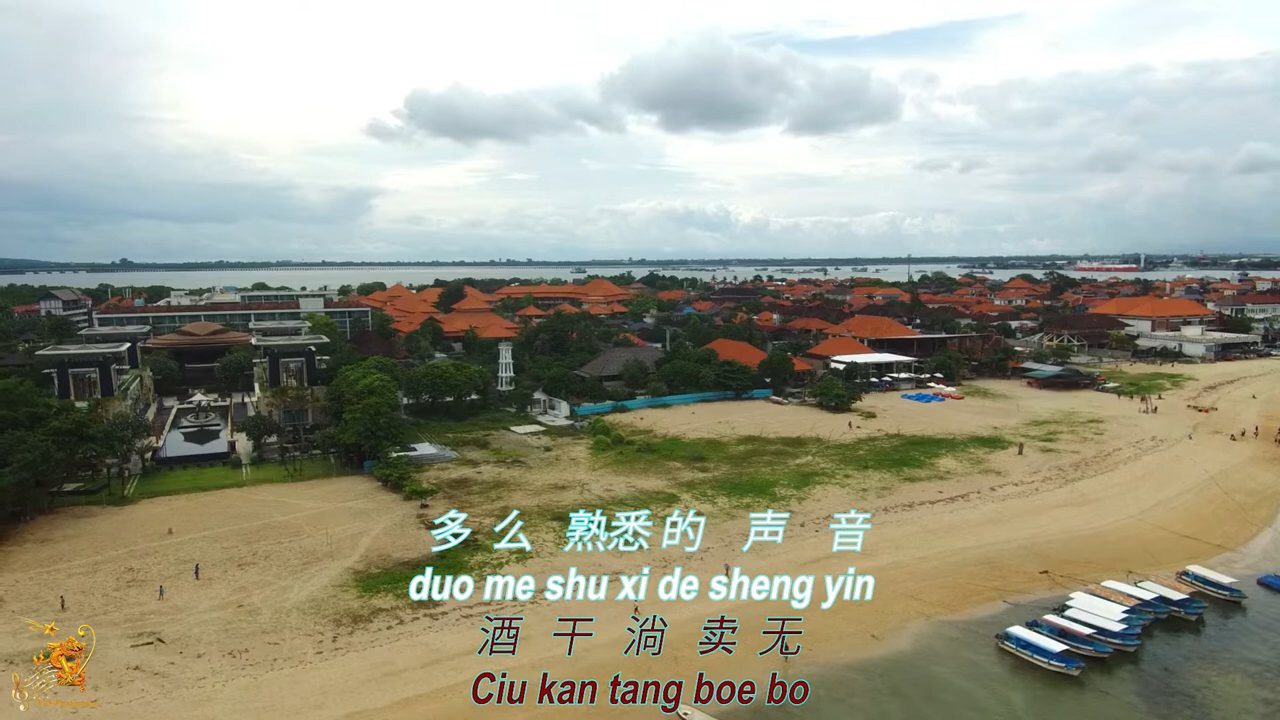 多么 熟悉的 声 音
duo me shu xi de sheng yin
酒 干 淌 卖 无
Ciu kan tang boe bo